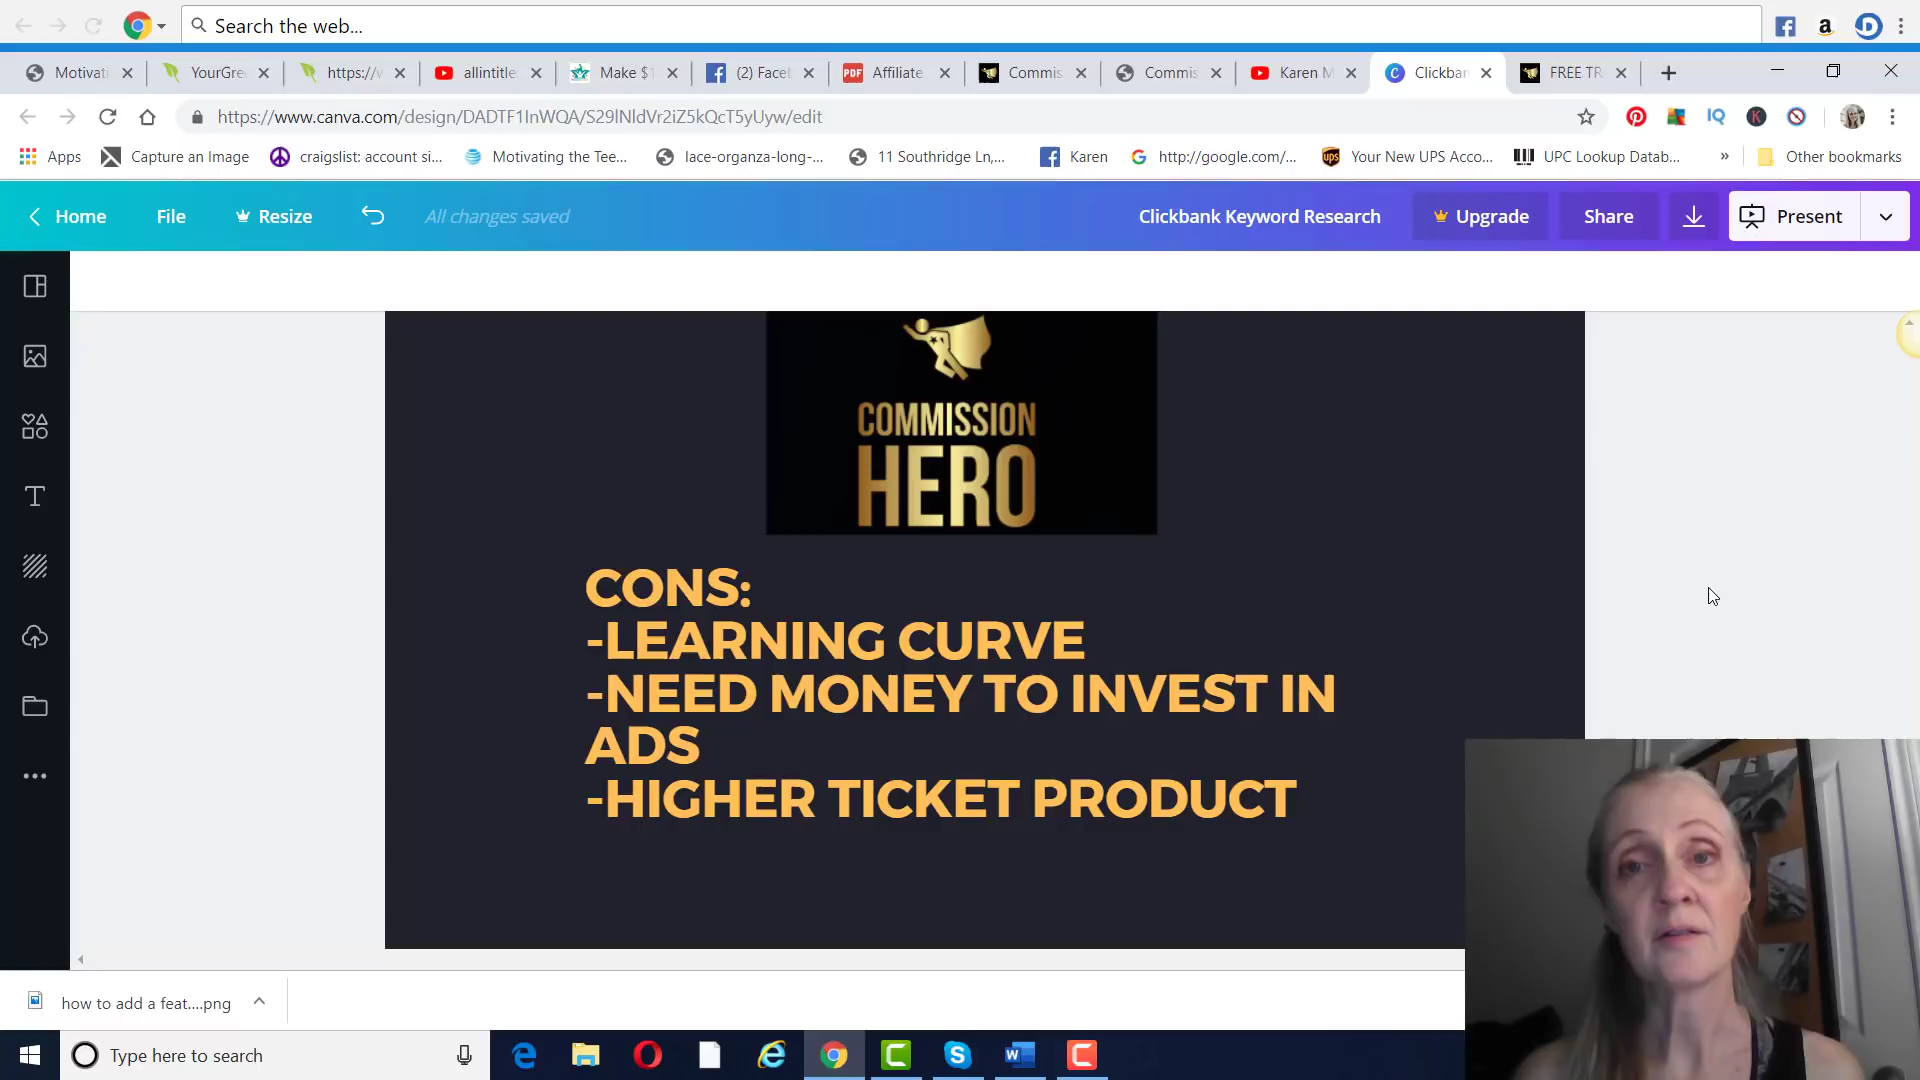 Search the web...
Motivati
YourGre
https://w
allintitle
Make $1
(2) Face
PDF
Affiliate
Commis
Commis
Karen M
Clickban
FREE TR
https://www.canva.com/design/DADTF1InWQA/S29lNldVr2iZ5kQcT5yUyw/edit
Apps
Capture an Image
craigslist: account si...
Motivating the Tee...
lace-organza-long-...
11 Southridge Ln,...
Karen
http://google.com/...
Your New UPS Acco...
UPC Lookup Datab...
»
Other bookmarks
Home
File
Resize
All changes saved
Clickbank Keyword Research
Upgrade
Share
Present
COMMISSION
HERO
CONS:
-LEARNING CURVE
-NEED MONEY TO INVEST IN
ADS
-HIGHER TICKET PRODUCT
how to add a feat....png
Type here to search